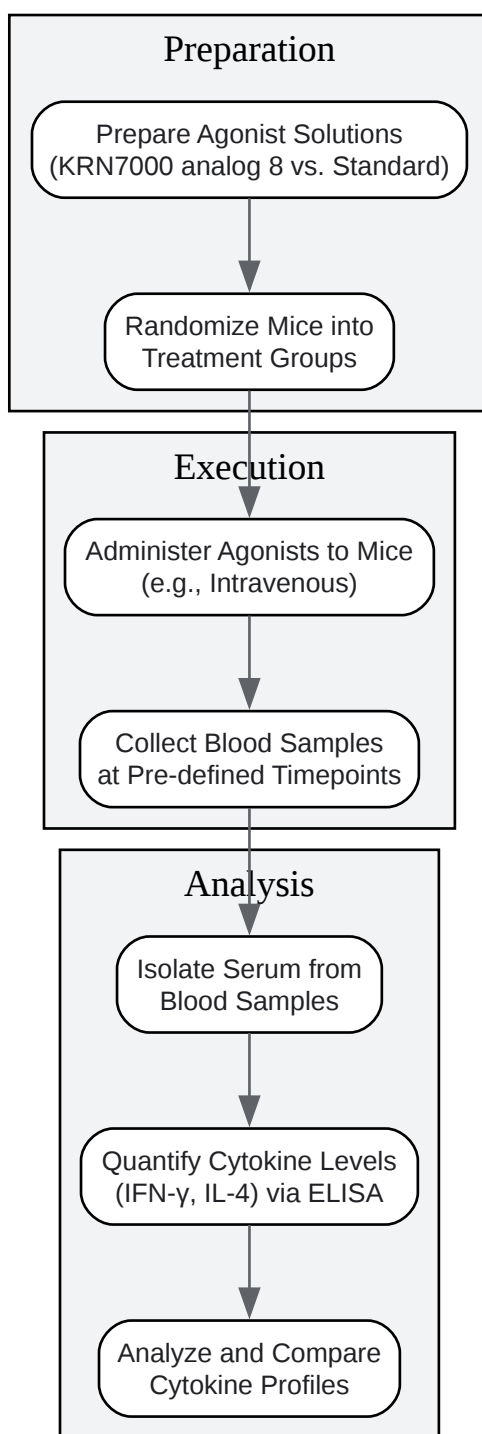 Preparation
Prepare Agonist Solutions
(KRN7000 analog 8 vs. Standard)
Randomize Mice into
Treatment Groups
Execution
Administer Agonists to Mice
(e.g., Intravenous)
Collect Blood Samples
at Pre-defined Timepoints
Analysis
Isolate Serum from
Blood Samples
Quantify Cytokine Levels
(IFN-γ, IL-4) via ELISA
Analyze and Compare
Cytokine Profiles